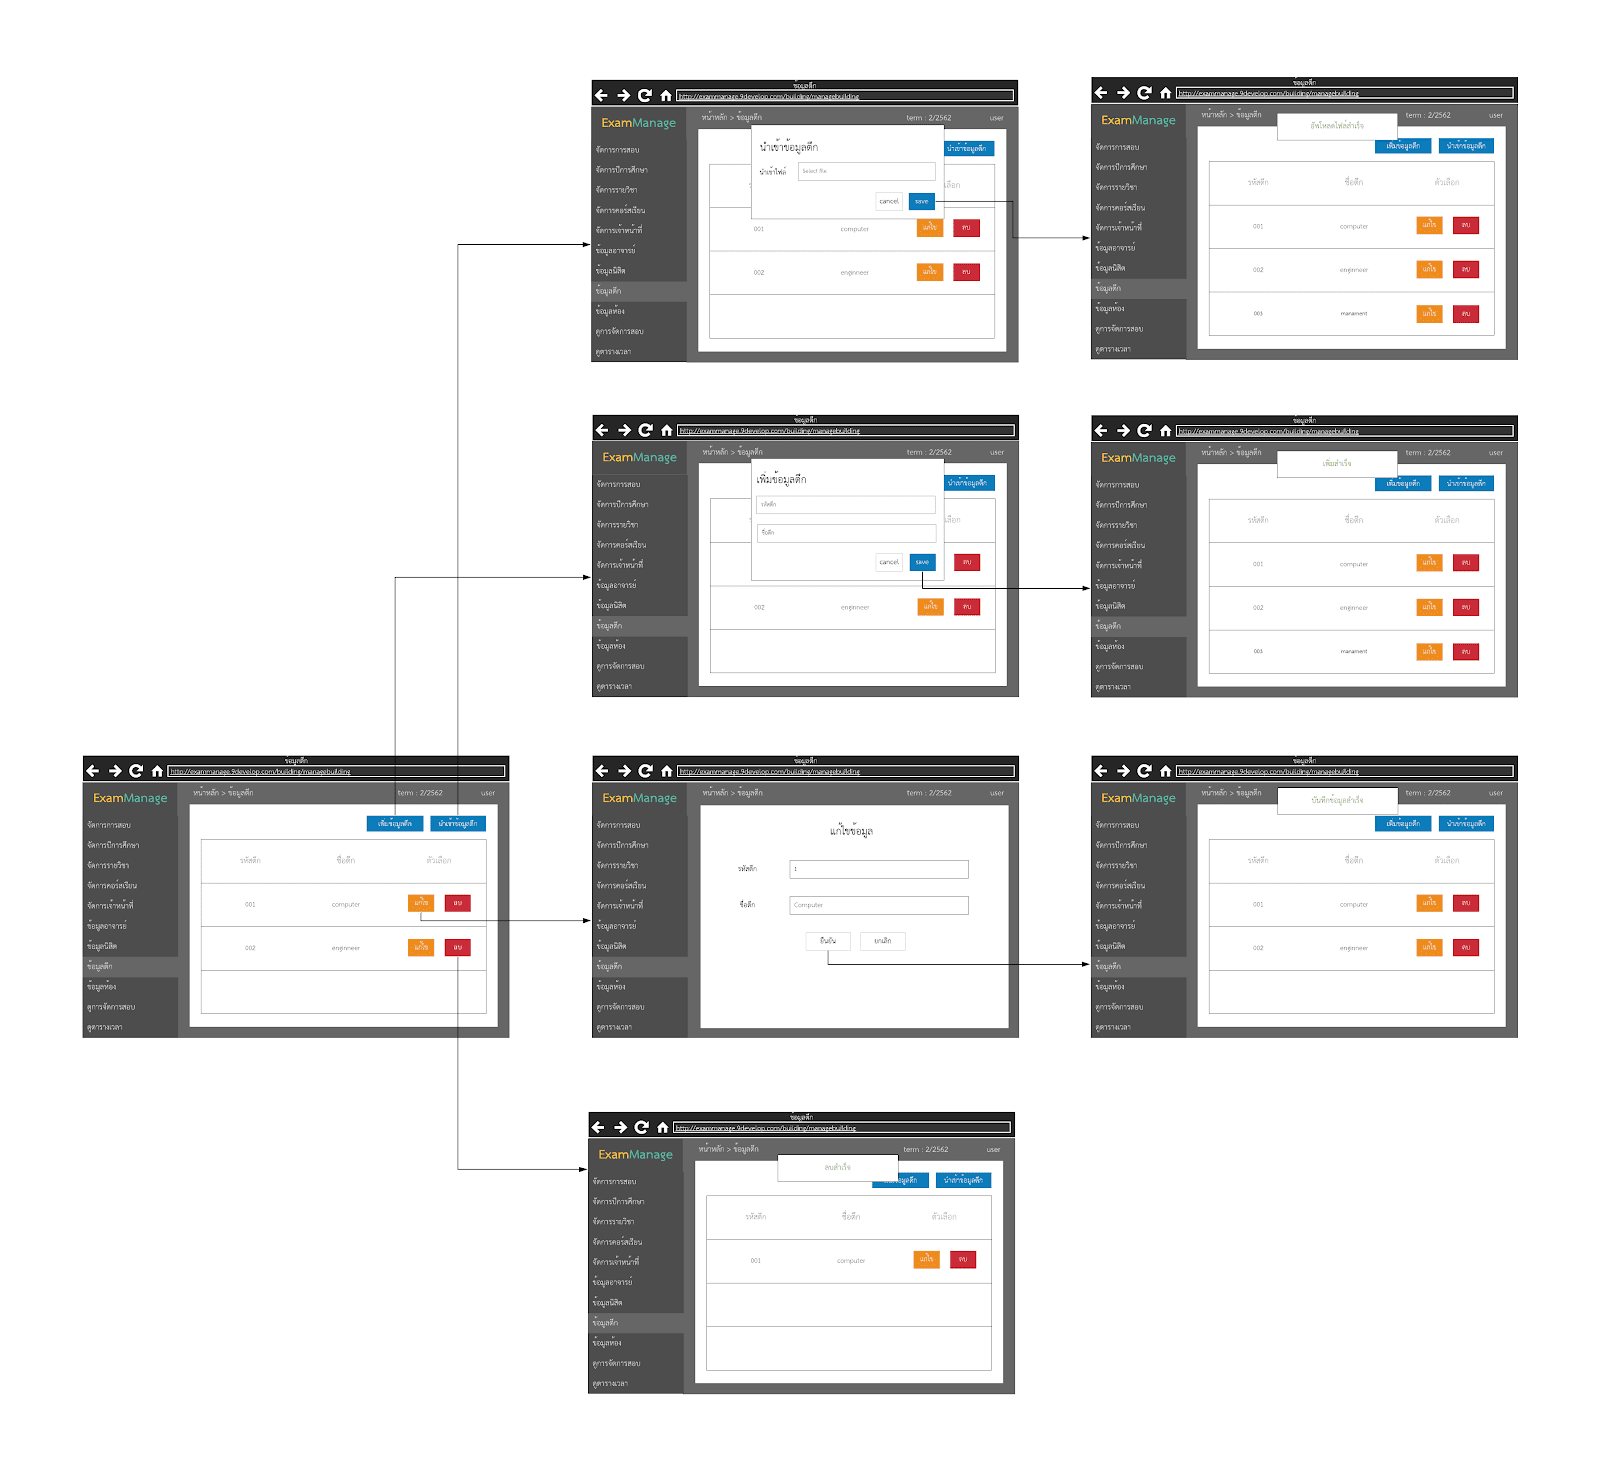 ข้อมูลตึก
http://exammanage.9develop.com/building/managebuilding
ExamManage
หน้าหลัก > ข้อมูลตึก
term : 2/2562
user
จัดการการสอบ
จัดการปีการศึกษา
จัดการรายวิชา
จัดการคอร์สเรียน
จัดการเจ้าหน้าที่
ข้อมูลอาจารย์
ข้อมูลนิสิต
ข้อมูลตึก
ข้อมูลห้อง
ดูการจัดการสอบ
ดูตารางเวลา
นำเข้าข้อมูลตึก
นำเข้าข้อมูลตึก
นำเข้าไฟล์
Select file
cancel
save
ร
เลือก
001
computer
แก้ไข
ลบ
002
enginneer
แก้ไข
ลบ
ข้อมูลตึก
http://exammanage.9develop.com/building/managebuilding
ExamManage
หน้าหลัก > ข้อมูลตึก
term : 2/2562
user
จัดการการสอบ
จัดการปีการศึกษา
จัดการรายวิชา
จัดการคอร์สเรียน
จัดการเจ้าหน้าที่
ข้อมูลอาจารย์
ข้อมูลนิสิต
ข้อมูลตึก
ข้อมูลห้อง
ดูการจัดการสอบ
ดูตารางเวลา
อัพโหลดไฟล์สำเร็จ
เพิ่มข้อมูลตึก
นำเข้าข้อมูลตึก
รหัสตึก
ชื่อตึก
ตัวเลือก
001
computer
แก้ไข
ลบ
002
enginneer
แก้ไข
ลบ
003
manament
แก้ไข
ลบ
ข้อมูลตึก
http://exammanage.9develop.com/building/managebuilding
ExamManage
หน้าหลัก > ข้อมูลตึก
term : 2/2562
user
จัดการการสอบ
จัดการปีการศึกษา
จัดการรายวิชา
จัดการคอร์สเรียน
จัดการเจ้าหน้าที่
ข้อมูลอาจารย์
ข้อมูลนิสิต
ข้อมูลตึก
ข้อมูลห้อง
ดูการจัดการสอบ
ดูตารางเวลา
เพิ่มข้อมูลตึก
นำเข้าข้อมูลตึก
รหัสตึก
ชื่อตึก
cancel
save
ร
เลือก
ลบ
002
enginneer
แก้ไข
ลบ
ข้อมูลตึก
http://exammanage.9develop.com/building/managebuilding
ExamManage
หน้าหลัก > ข้อมูลตึก
term : 2/2562
user
จัดการการสอบ
จัดการปีการศึกษา
จัดการรายวิชา
จัดการคอร์สเรียน
จัดการเจ้าหน้าที่
ข้อมูลอาจารย์
ข้อมูลนิสิต
ข้อมูลตึก
ข้อมูลห้อง
ดูการจัดการสอบ
ดูตารางเวลา
เพิ่มสำเร็จ
เพิ่มข้อมูลตึก
นำเข้าข้อมูลตึก
รหัสตึก
ชื่อตึก
ตัวเลือก
001
computer
แก้ไข
ลบ
002
enginneer
แก้ไข
ลบ
003
manament
แก้ไข
ลบ
ข้อมูลตึก
http://exammanage.9develop.com/building/managebuilding
ExamManage
หน้าหลัก > ข้อมูลตึก
term : 2/2562
user
จัดการการสอบ
จัดการปีการศึกษา
จัดการรายวิชา
จัดการคอร์สเรียน
จัดการเจ้าหน้าที่
ข้อมูลอาจารย์
ข้อมูลนิสิต
ข้อมูลตึก
ข้อมูลห้อง
ดูการจัดการสอบ
ดูตารางเวลา
เพิ่มข้อมูลตึก
นำเข้าข้อมูลตึก
รหัสตึก
ชื่อตึก
ตัวเลือก
001
computer
แก้ไข
ลบ
002
enginneer
แก้ไข
ลบ
ข้อมูลตึก
http://exammanage.9develop.com/building/managebuilding
ExamManage
หน้าหลัก > ข้อมูลตึก
term : 2/2562
user
จัดการการสอบ
จัดการปีการศึกษา
จัดการรายวิชา
จัดการคอร์สเรียน
จัดการเจ้าหน้าที่
ข้อมูลอาจารย์
ข้อมูลนิสิต
ข้อมูลตึก
ข้อมูลห้อง
ดูการจัดการสอบ
ดูตารางเวลา
แก้ไขข้อมูล
รหัสตึก
1
ชื่อตึก
Computer
ยืนยัน
ยกเลิก
ข้อมูลตึก
http://exammanage.9develop.com/building/managebuilding
ExamManage
หน้าหลัก > ข้อมูลตึก
term : 2/2562
user
จัดการการสอบ
จัดการปีการศึกษา
จัดการรายวิชา
จัดการคอร์สเรียน
จัดการเจ้าหน้าที่
ข้อมูลอาจารย์
ข้อมูลนิสิต
ข้อมูลตึก
ข้อมูลห้อง
ดูการจัดการสอบ
ดูตารางเวลา
บันทึกข้อมูลสำเร็จ
เพิ่มข้อมูลตึก
นำเข้าข้อมูลตึก
รหัสตึก
ชื่อตึก
ตัวเลือก
001
computer
แก้ไข
ลบ
002
enginneer
แก้ไข
ลบ
ข้อมูลตึก
http://exammanage.9develop.com/building/managebuilding
ExamManage
หน้าหลัก > ข้อมูลตึก
term : 2/2562
user
จัดการการสอบ
จัดการปีการศึกษา
จัดการรายวิชา
จัดการคอร์สเรียน
จัดการเจ้าหน้าที่
ข้อมูลอาจารย์
ข้อมูลนิสิต
ข้อมูลตึก
ข้อมูลห้อง
ดูการจัดการสอบ
ดูตารางเวลา
ลบสำเร็จ
เพิ่มข้อมูลตึก
นำเข้าข้อมูลตึก
รหัสตึก
ชื่อตึก
ตัวเลือก
001
computer
แก้ไข
ลบ